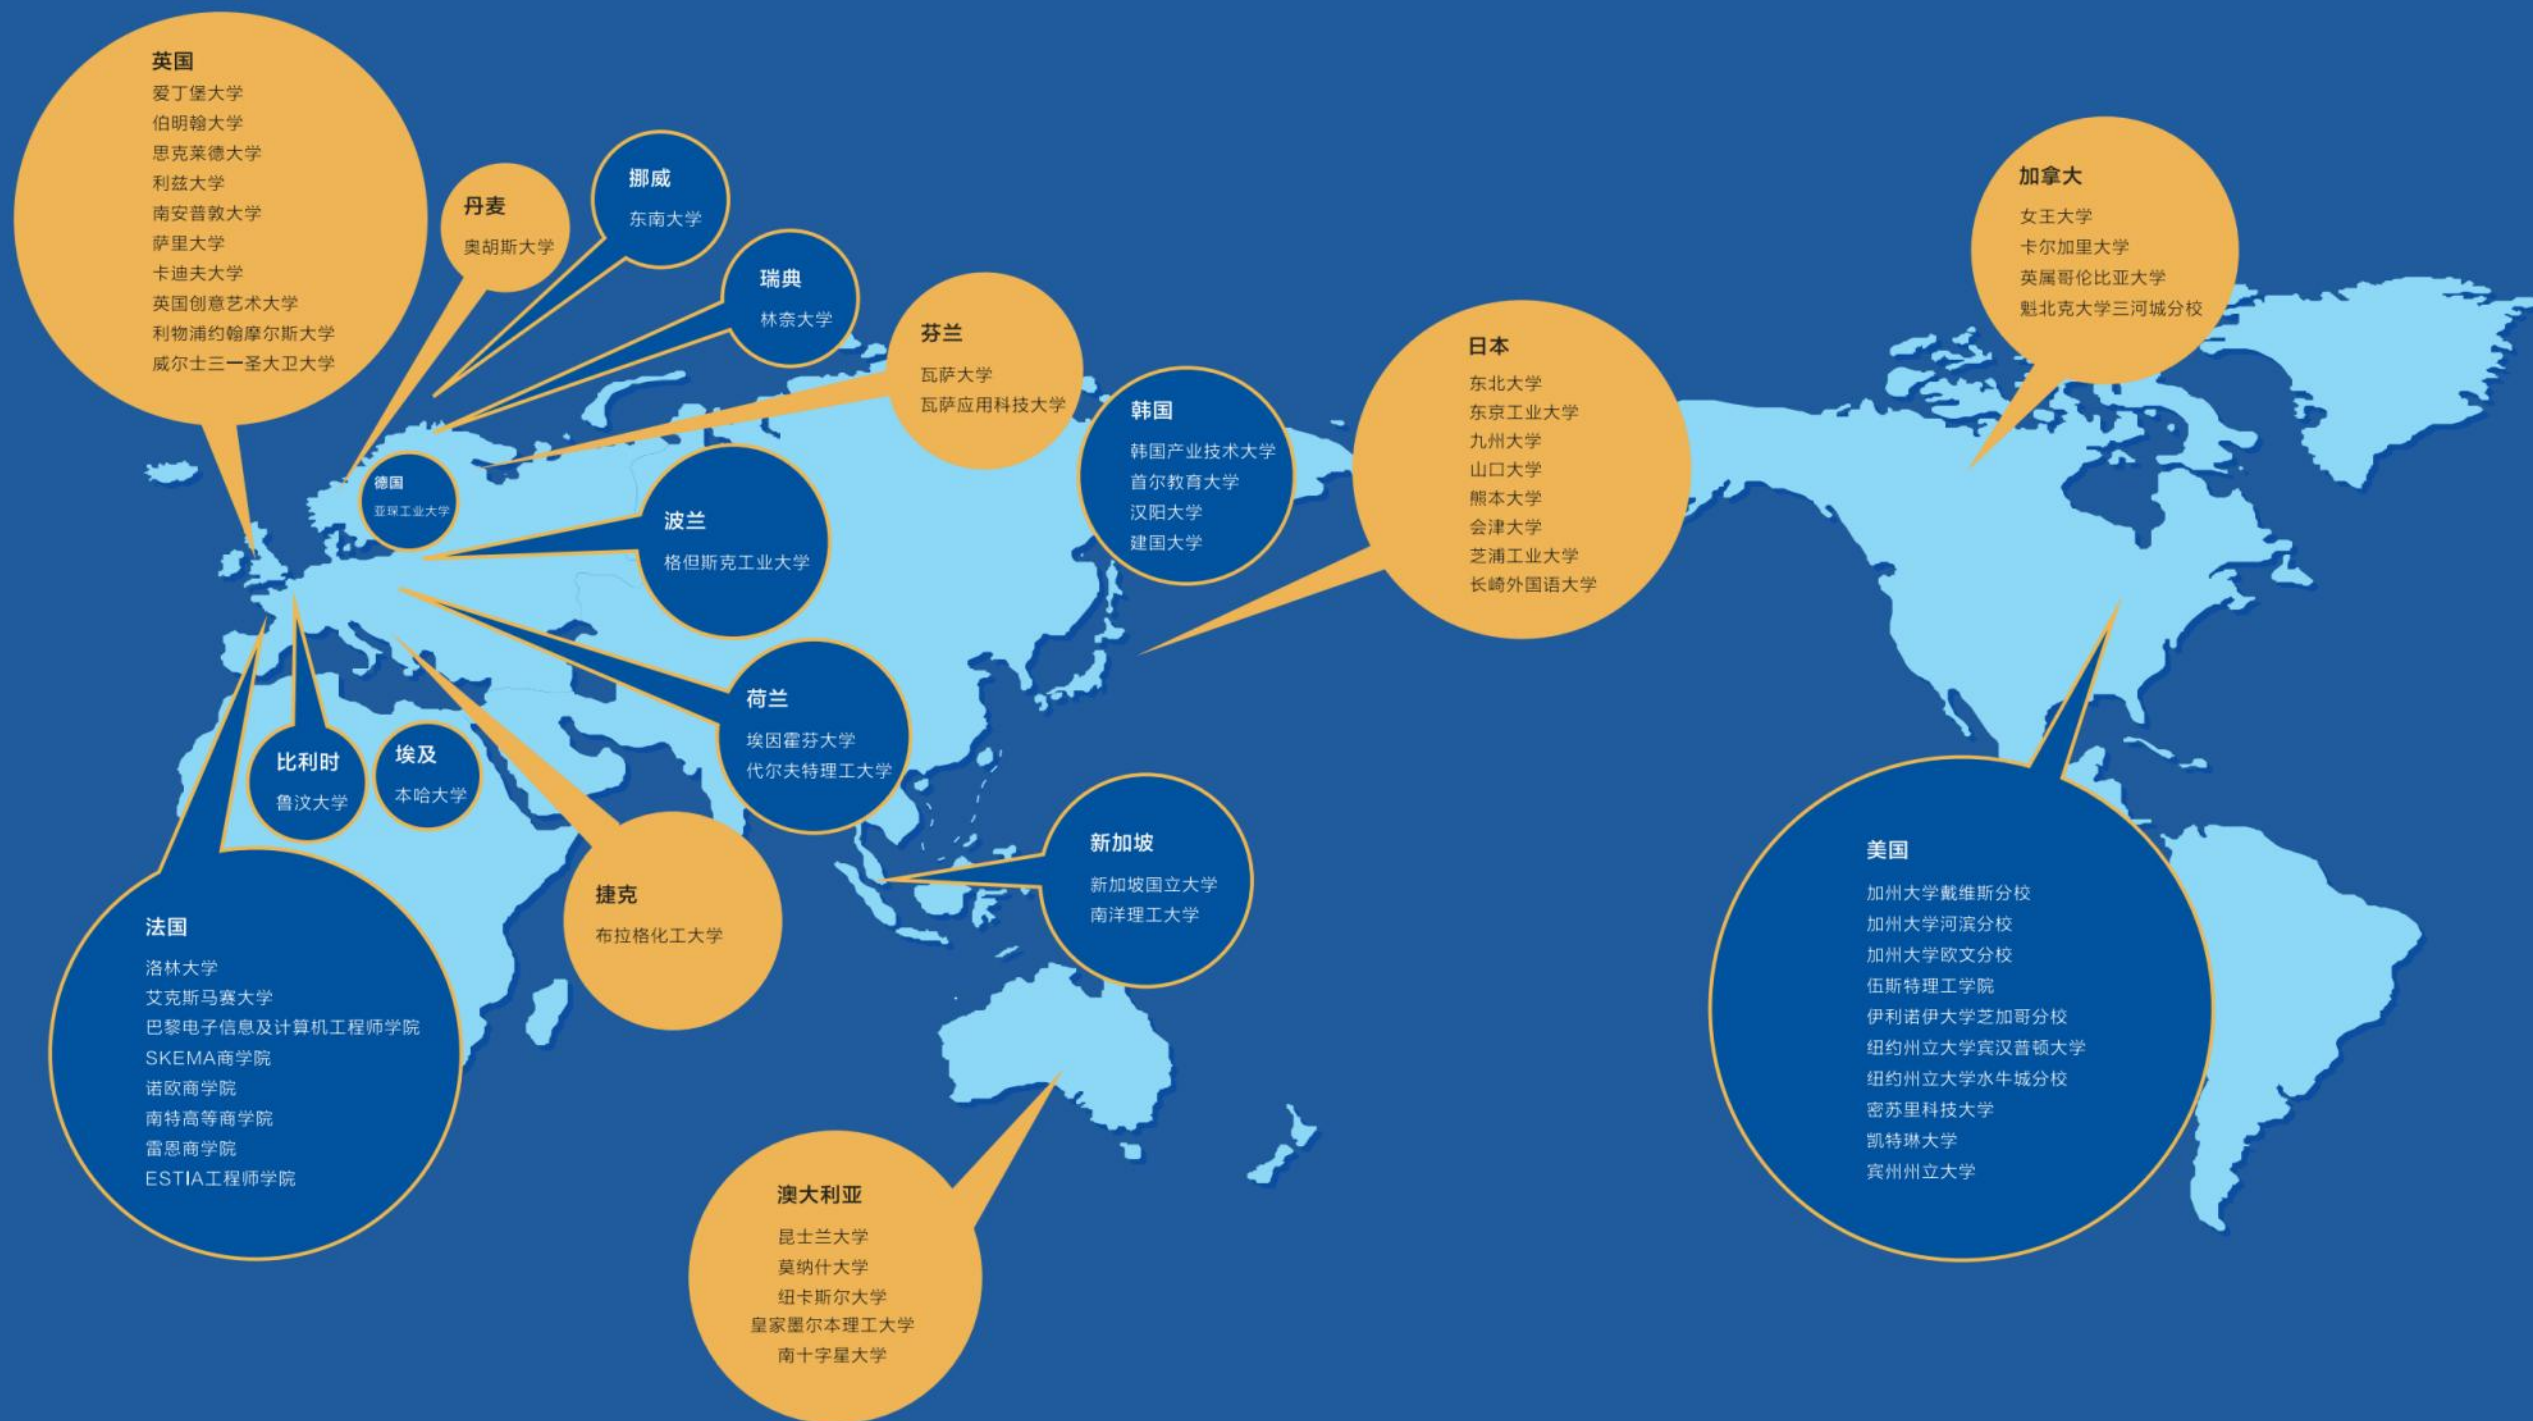 英国
爱丁堡大学
伯明翰大学
思克莱德大学
利兹大学
南安普敦大学
萨里大学
卡迪夫大学
英国创意艺术大学
利物浦约翰摩尔斯大学
威尔士三一圣大卫大学
丹麦
奥胡斯大学
挪威
东南大学
瑞典
林奈大学
芬兰
瓦萨大学
瓦萨应用科技大学
韩国
韩国产业技术大学
首尔教育大学
汉阳大学
建国大学
日本
东北大学
东京工业大学
九州大学
山口大学
熊本大学
会津大学
芝浦工业大学
长崎外国语大学
加拿大
女王大学
卡尔加里大学
英属哥伦比亚大学
魁北克大学三河城分校
德国
亚琛工业大学
波兰
格但斯克工业大学
荷兰
埃因霍芬大学
代尔夫特理工大学
比利时
鲁汶大学
埃及
本哈大学
捷克
布拉格化工大学
新加坡
新加坡国立大学
南洋理工大学
法国
洛林大学
艾克斯马赛大学
巴黎电子信息及计算机工程师学院
SKEMA商学院
诺欧商学院
南特高等商学院
雷恩商学院
ESTIA工程师学院
澳大利亚
昆士兰大学
莫纳什大学
纽卡斯尔大学
皇家墨尔本理工大学
南十字星大学
美国
加州大学戴维斯分校
加州大学河滨分校
加州大学欧文分校
伍斯特理工学院
伊利诺伊大学芝加哥分校
纽约州立大学宾汉普顿大学
纽约州立大学水牛城分校
密苏里科技大学
凯特琳大学
宾州州立大学